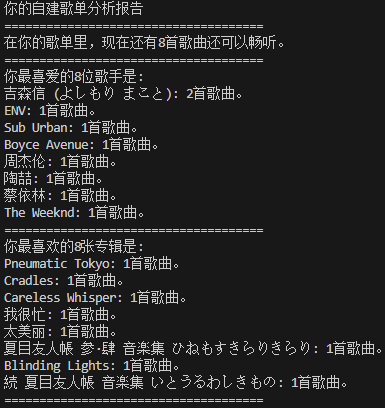 你的自建歌单分析报告
=================================
在你的歌单里，现在还有8首歌曲还可以畅听。
=================================
你最喜爱的8位歌手是:
吉森信 (よしもり まこと): 2首歌曲。
ENV: 1首歌曲。
Sub Urban: 1首歌曲。
Boyce Avenue: 1首歌曲。
周杰伦: 1首歌曲。
陶喆: 1首歌曲。
蔡依林: 1首歌曲。
The Weeknd: 1首歌曲。
=================================
你最喜欢的8张专辑是:
Pneumatic Tokyo: 1首歌曲。
Cradles: 1首歌曲。
Careless Whisper: 1首歌曲。
我很忙: 1首歌曲。
太美丽: 1首歌曲。
夏目友人帳 参·肆 音楽集 ひねもすきらりきらり: 1首歌曲。
Blinding Lights: 1首歌曲。
続 夏目友人帳 音楽集 いとうるわしきもの: 1首歌曲。
=================================